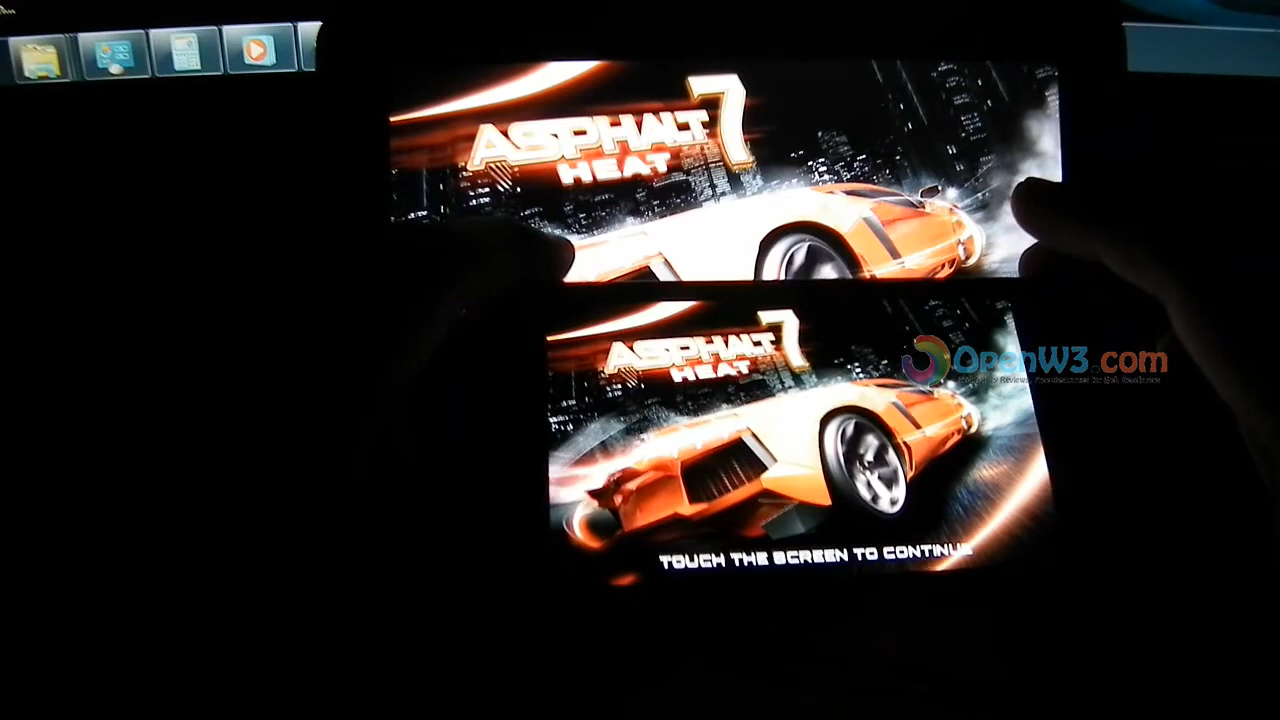 ASPHALT 7
HEAT
ASPHALT 7
HEAT
OpenW3.com
TOUCH THE SCREEN TO CONTINUE